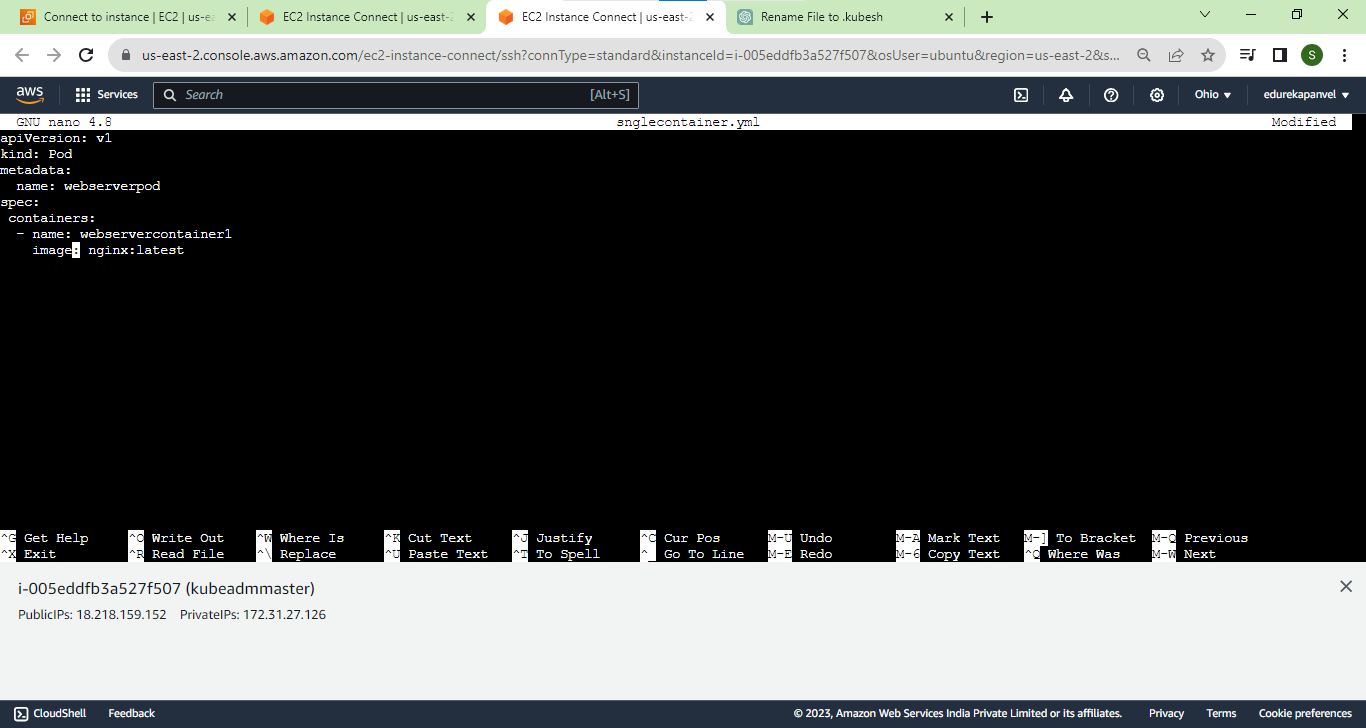 Connect to instance | EC2 | us-ea
EC2 Instance Connect | us-east-2
EC2 Instance Connect | us-east-2
Rename File to .kubesh
us-east-2.console.aws.amazon.com/ec2-instance-connect/ssh?connType=standard&instanceId=i-005eddfb3a527f507&osUser=ubuntu&region=us-east-2&s...
S
aws
Services
Search
[Alt+S]
Ohio
edurekapanvel
GNU nano 4.8 snglecontainer.yml Modified
apiVersion: v1
kind: Pod
metadata:
  name: webserverpod
spec:
 containers:
  - name: webservercontainer1
    image: nginx:latest
^G Get Help ^O Write Out ^W Where Is ^K Cut Text ^J Justify ^C Cur Pos M-U Undo M-A Mark Text M-] To Bracket M-Q Previous
^X Exit ^R Read File ^\ Replace ^U Paste Text ^T To Spell ^_ Go To Line M-E Redo M-6 Copy Text ^Q Where Was M-W Next
i-005eddfb3a527f507 (kubeadmmaster)
PublicIPs: 18.218.159.152 PrivateIPs: 172.31.27.126
CloudShell Feedback © 2023, Amazon Web Services India Private Limited or its affiliates. Privacy Terms Cookie preferences